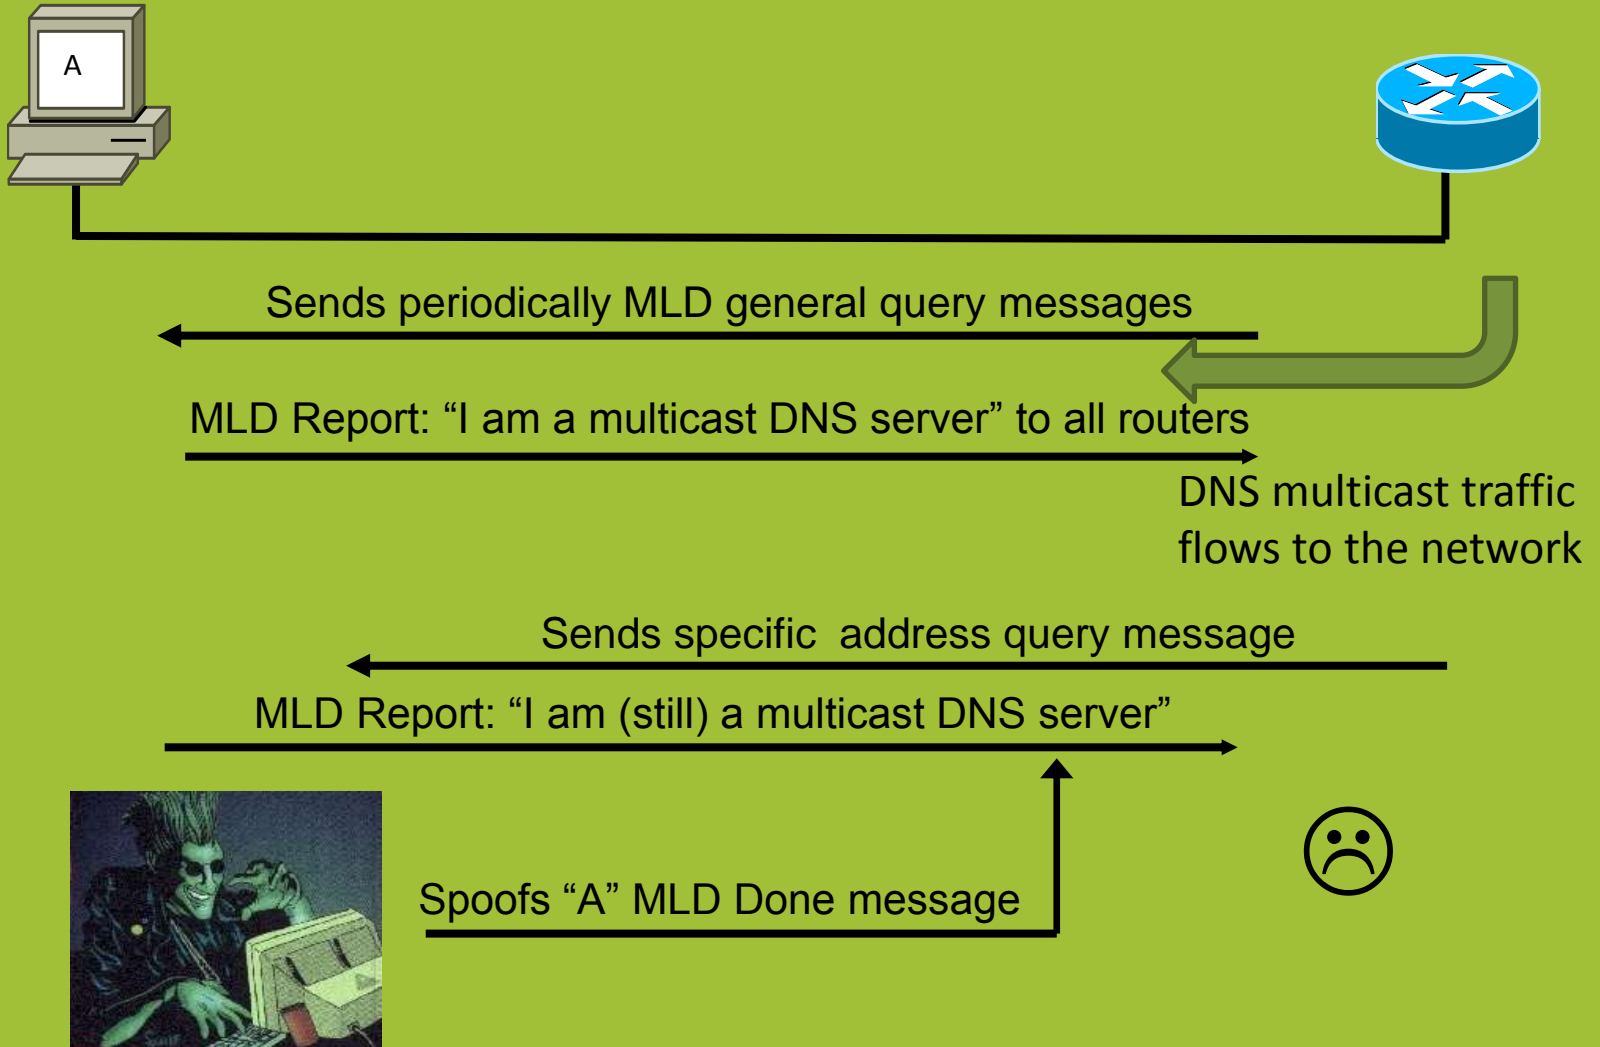 A
Sends periodically MLD general query messages
MLD Report: “I am a multicast DNS server” to all routers
DNS multicast traffic
flows to the network
Sends specific address query message
MLD Report: “I am (still) a multicast DNS server”
Spoofs “A” MLD Done message